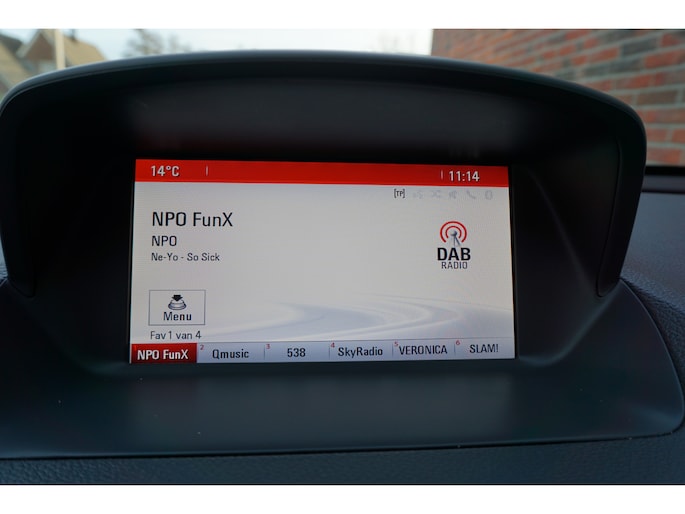 14°C 11:14
[TP]
NPO FunX
NPO
Ne-Yo - So Sick
DAB
RADIO
Menu
Fav 1 van 4
NPO FunX 2 Qmusic 3 538 4 SkyRadio 5 VERONICA 6 SLAM!